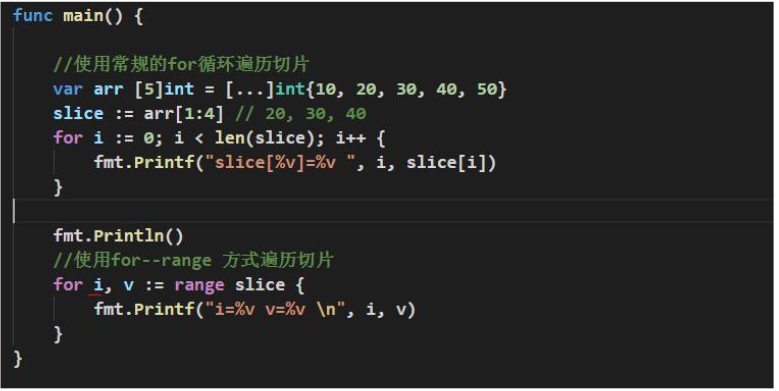 func main() {
//使用常规的for循环遍历切片
var arr [5]int = [...]int{10, 20, 30, 40, 50}
slice := arr[1:4] // 20, 30, 40
for i := 0; i < len(slice); i++ {
fmt.Printf("slice[%v]=%v ", i, slice[i])
}
fmt.Println()
//使用for--range 方式遍历切片
for i, v := range slice {
fmt.Printf("i=%v v=%v \n", i, v)
}
}